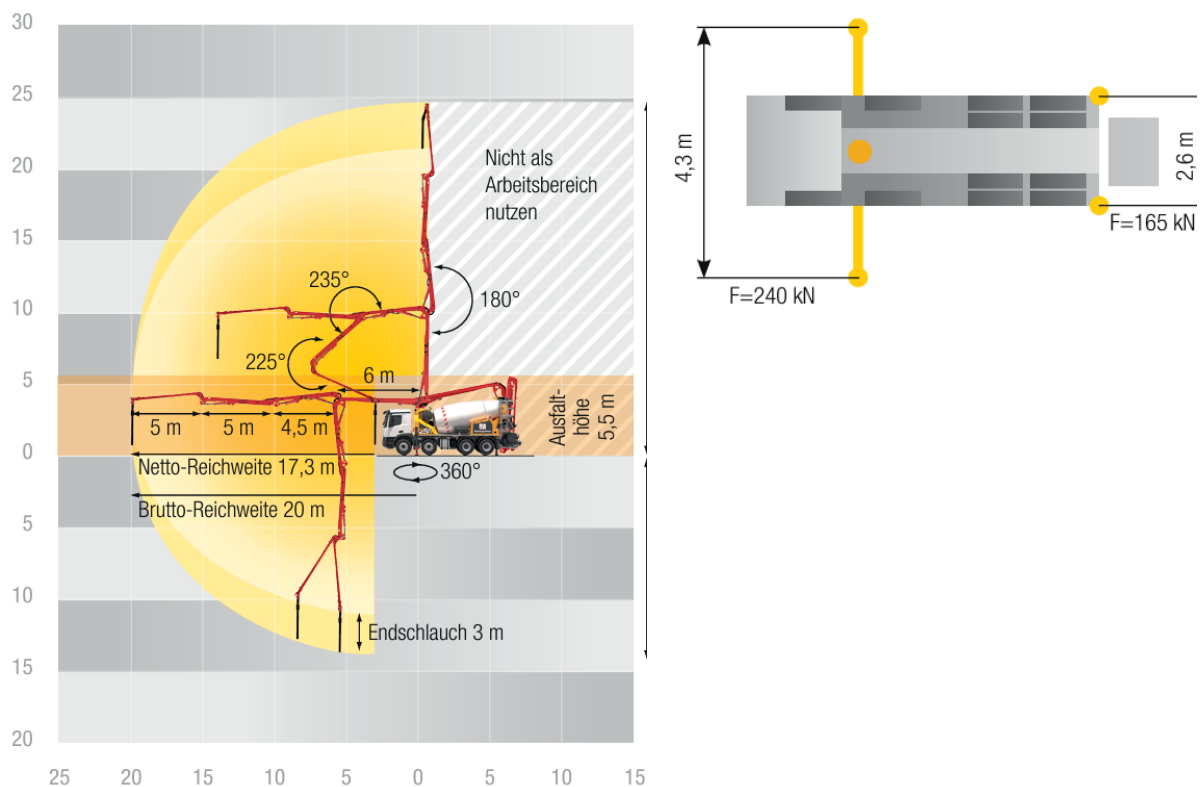 30
25
20
15
10
5
0
5
10
15
20
25
20
15
10
5
0
5
10
15
Nicht als
Arbeitsbereich
nutzen
235°
180°
225°
6 m
5 m
5 m
4,5 m
Ausfalt-
höhe
5,5 m
Netto-Reichweite 17,3 m
360°
Brutto-Reichweite 20 m
Endschlauch 3 m
4,3 m
2,6 m
F=165 kN
F=240 kN